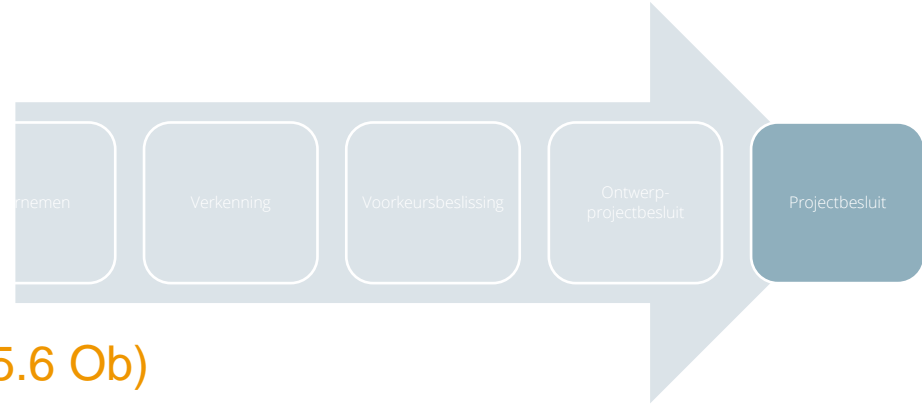 rnemen
Verkenning
Voorkeursbeslissing
Ontwerp-
projectbesluit
Projectbesluit
5.6 Ob)